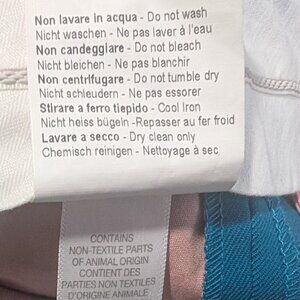 Non lavare in acqua - Do not wash
Nicht waschen - Ne pas laver à l'eau
Non candeggiare - Do not bleach
Nicht bleichen - Ne pas blanchir
Non centrifugare - Do not tumble dry
Nicht schleudern - Ne pas essorer
Stirare a ferro tiepido - Cool Iron
Nicht heiss bügeln -Repasser au fer froid
Lavare a secco - Dry clean only
Chemisch reinigen - Nettoyage à sec
CONTAINS
NON-TEXTILE PARTS
OF ANIMAL ORIGIN
CONTIENT DES
PARTIES NON TEXTILES
D'ORIGINE ANIMALE